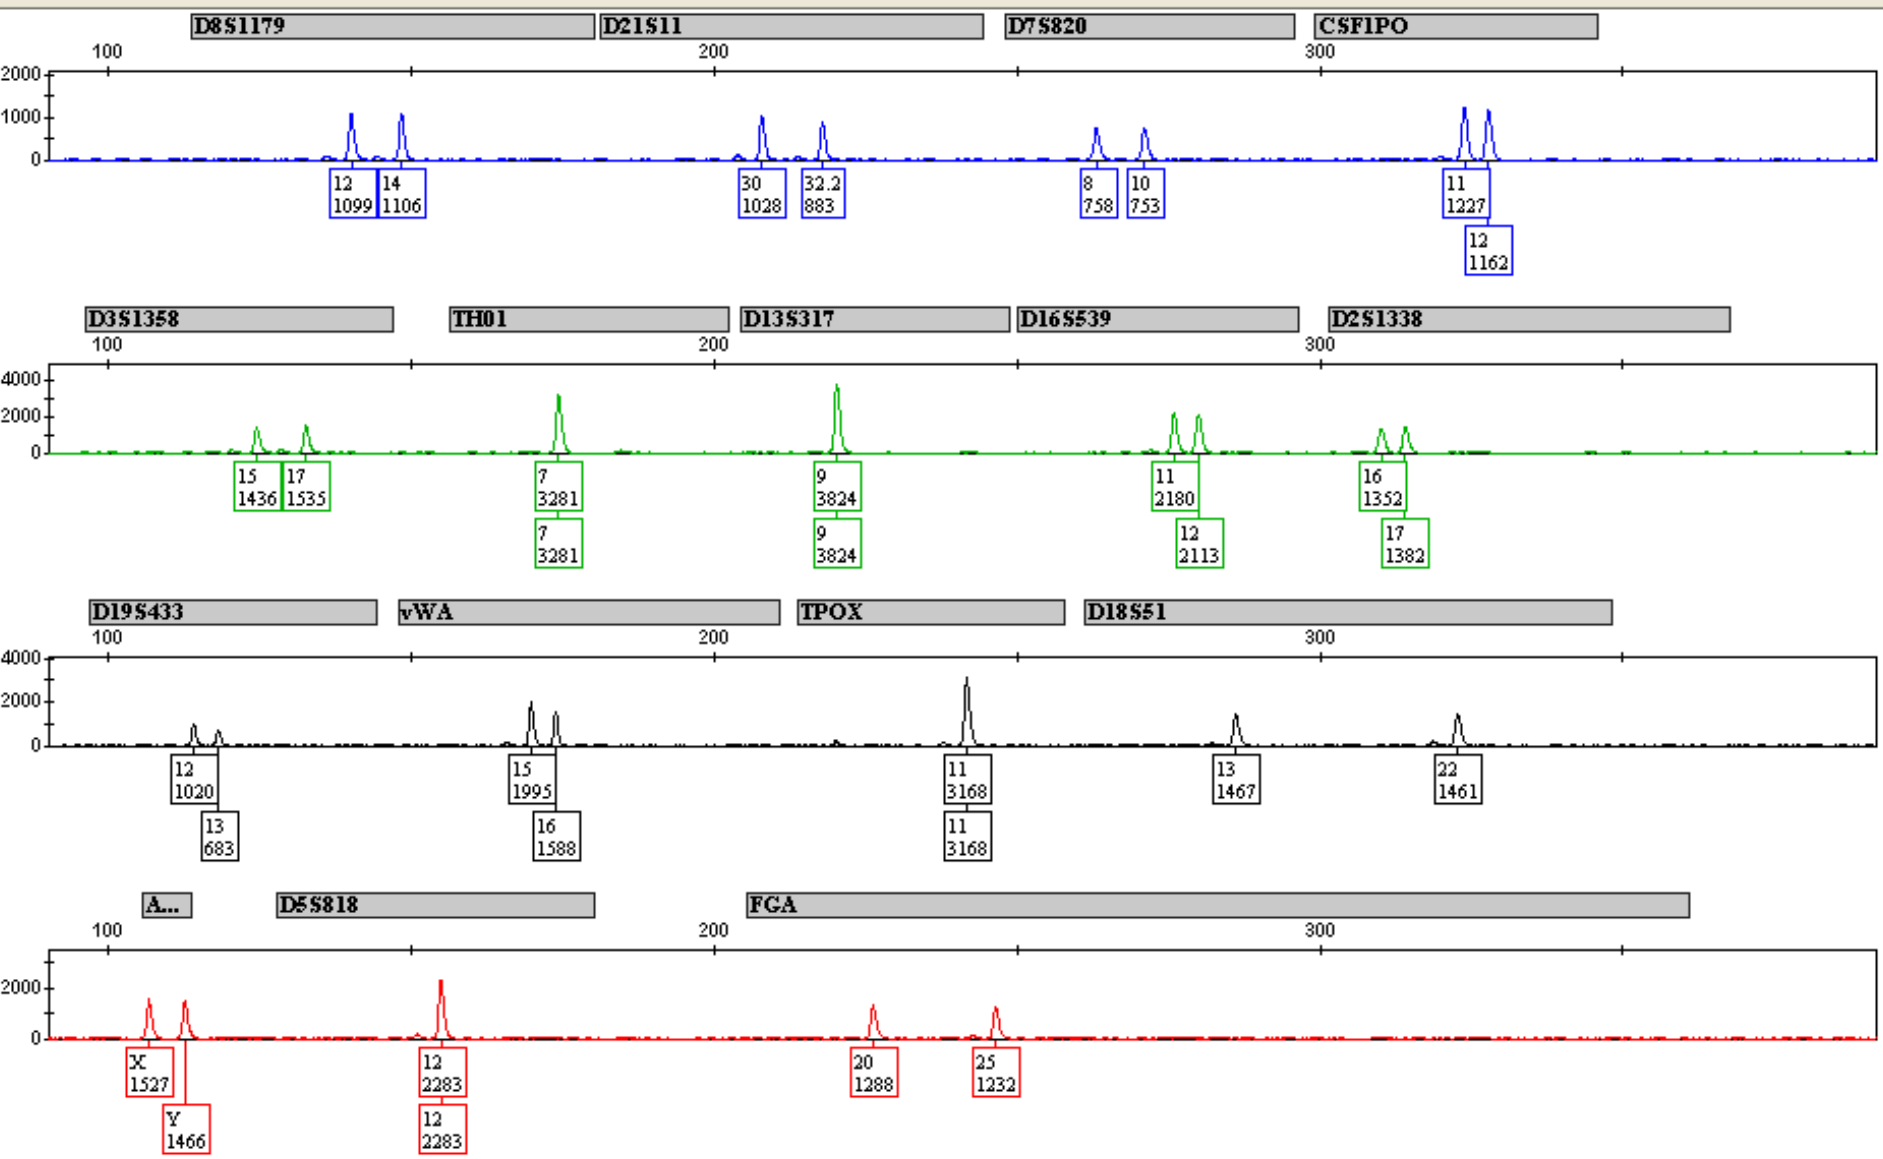 D8S1179 D21S11 D7S820 CSF1PO
100 200 300
2000
1000
0
12 14 30 32.2 8 10 11
1099 1106 1028 883 758 753 1227
12
1162
D3S1358 TH01 D13S317 D16S539 D2S1338
100 200 300
4000
2000
0
15 17 7 9 11 16
1436 1535 3281 3824 2180 1352
7 9 12 17
3281 3824 2113 1382
D19S433 vWA TPOX D18S51
100 200 300
4000
2000
0
12 15 11 13 22
1020 1995 3168 1467 1461
13 16 11
683 1588 3168
A... D5S818 FGA
100 200 300
2000
0
X 12 20 25
1527 2283 1288 1232
Y 12
1466 2283